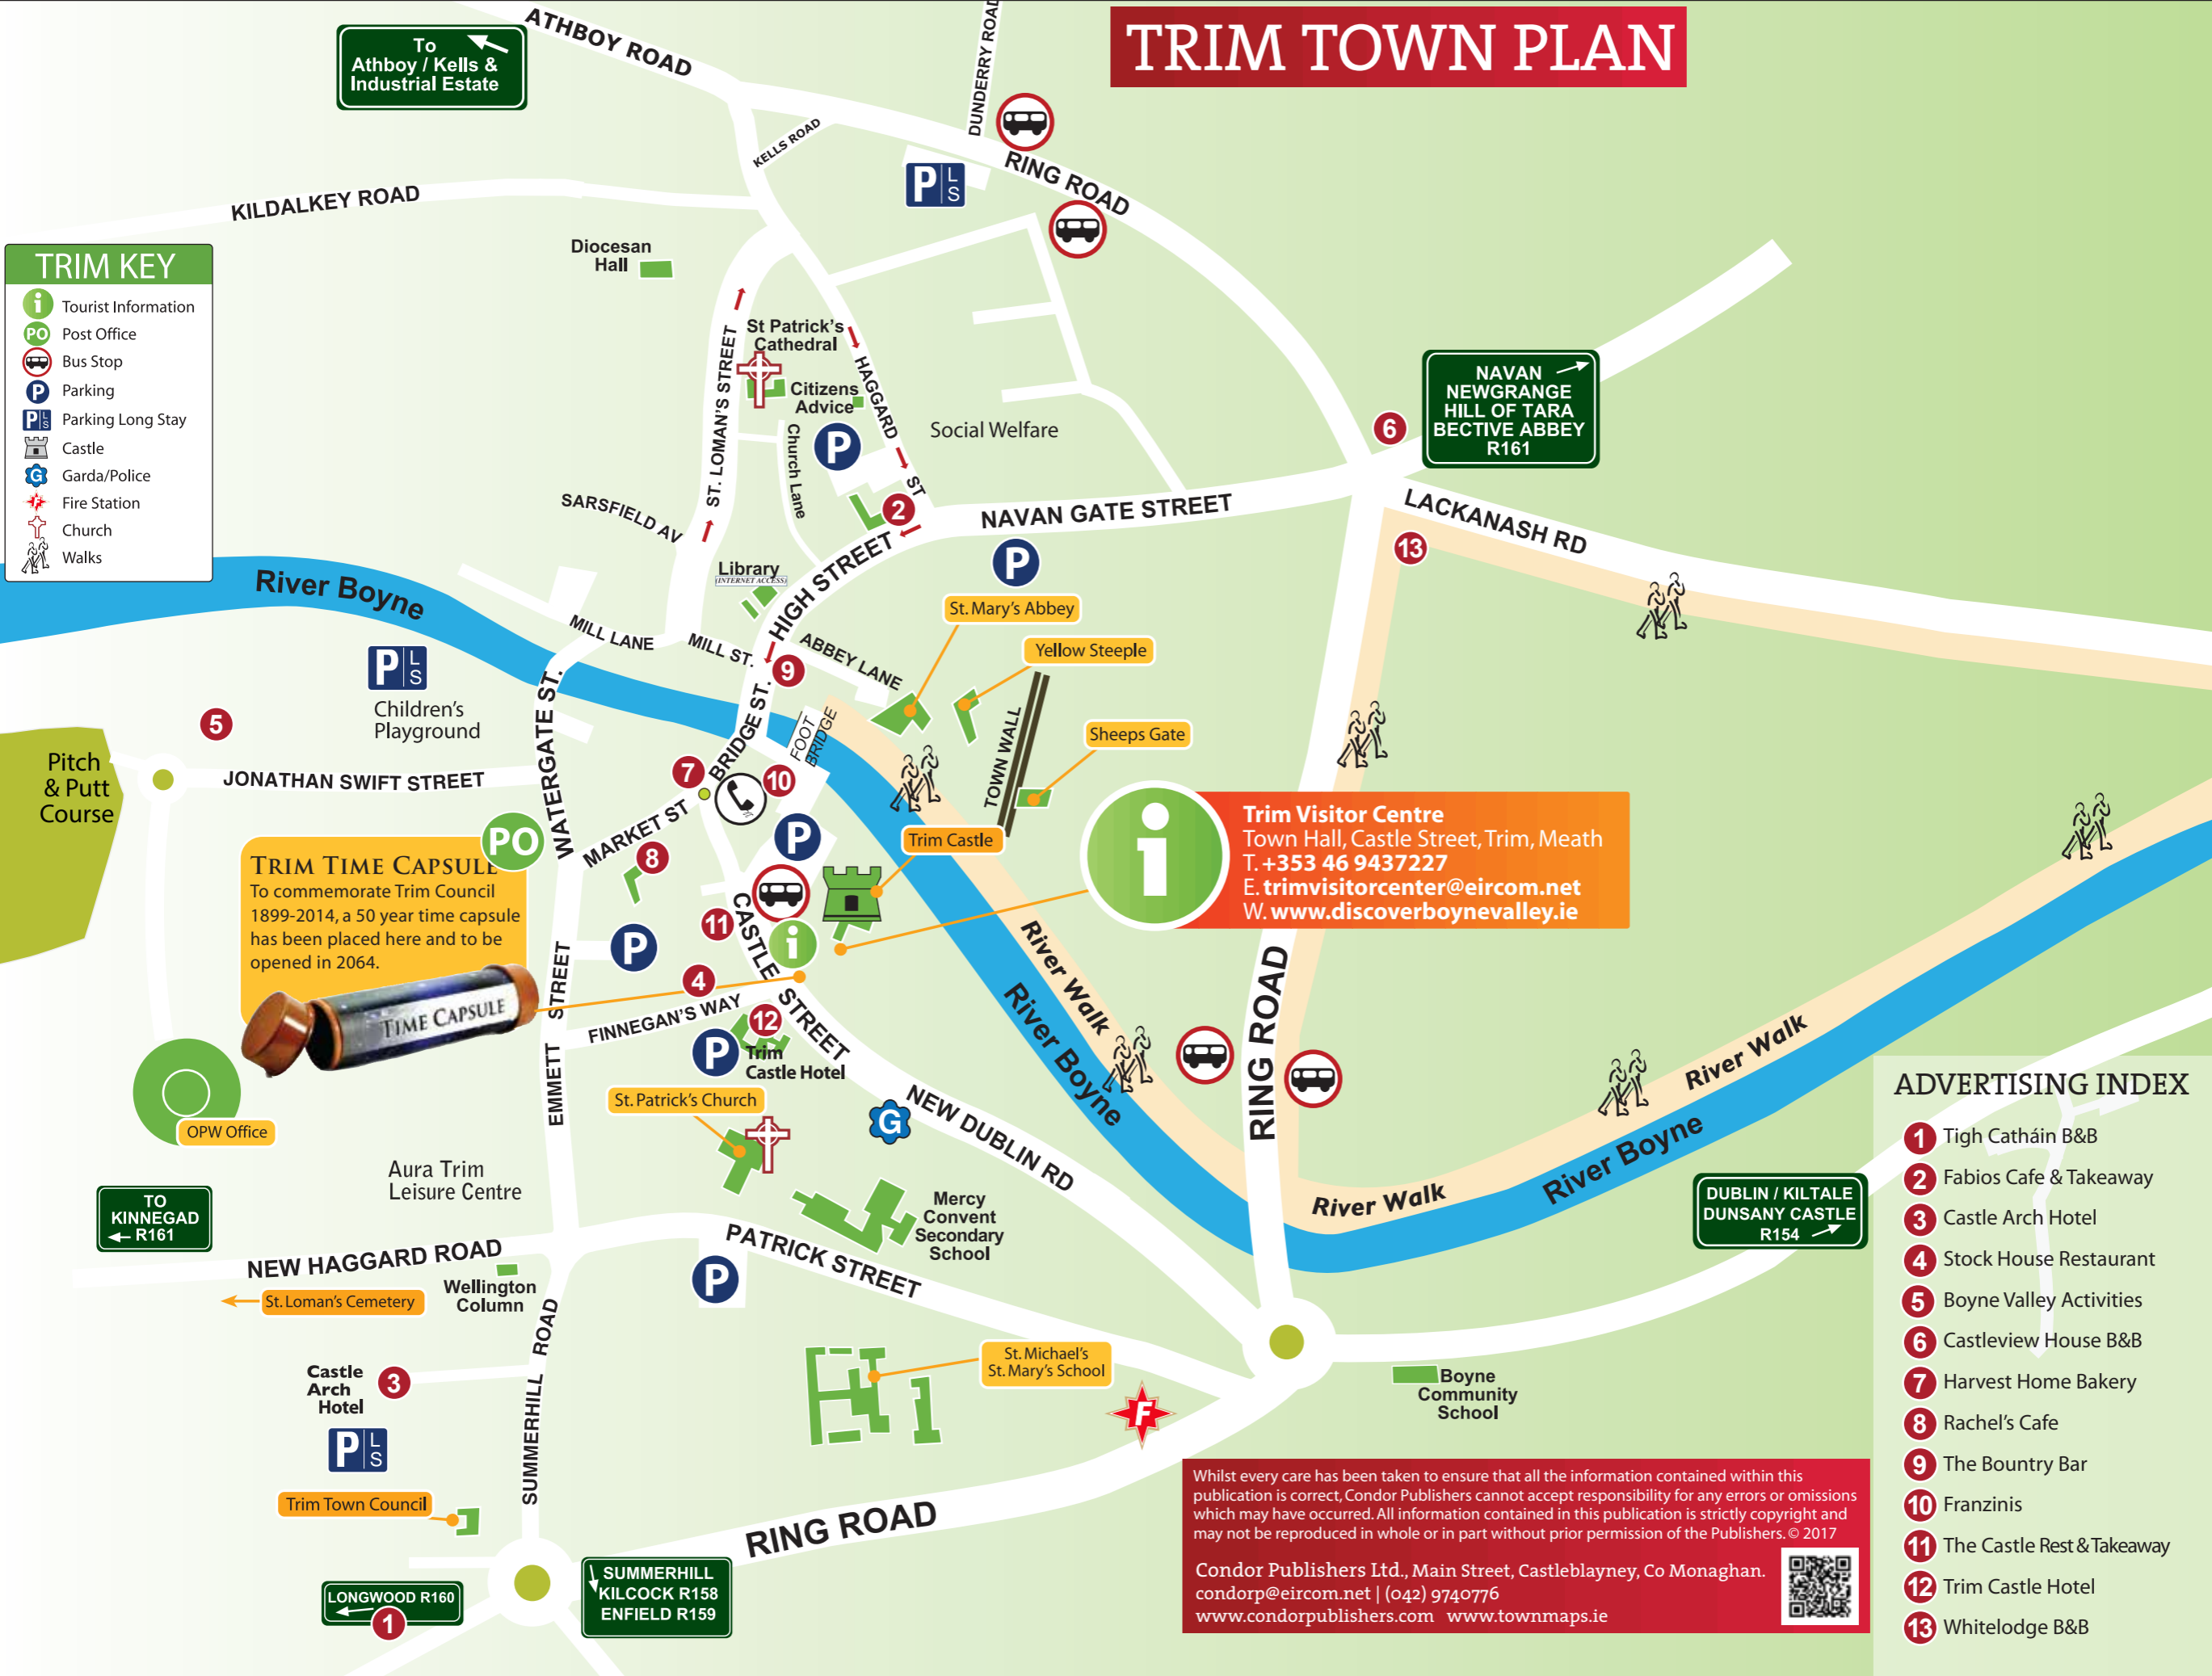 TRIM TOWN PLAN
To
Athboy / Kells &
Industrial Estate
ATHBOY ROAD
DUNDERRY ROAD
KELLS ROAD
RING ROAD
P L S
KILDALKEY ROAD
Diocesan
Hall
TRIM KEY
i Tourist Information
PO Post Office
Bus Stop
P Parking
P L S Parking Long Stay
Castle
G Garda/Police
F Fire Station
Church
Walks
St Patrick's
Cathedral
Citizens
Advice
HAGGARD ST
ST. LOMAN'S STREET
Church Lane
P
Social Welfare
6
NAVAN
NEWGRANGE
HILL OF TARA
BECTIVE ABBEY
R161
SARSFIELD AV
2
NAVAN GATE STREET
LACKANASH RD
13
HIGH STREET
P
Library
(INTERNET ACCESS)
River Boyne
MILL LANE
MILL ST.
ABBEY LANE
9
St. Mary's Abbey
Yellow Steeple
P L S
Children's
Playground
5
WATERGATE ST.
BRIDGE ST.
FOOT
BRIDGE
TOWN WALL
Sheeps Gate
Pitch
& Putt
Course
JONATHAN SWIFT STREET
7
10
MARKET ST
PO
8
P
Trim Castle
i
Trim Visitor Centre
Town Hall, Castle Street, Trim, Meath
T. +353 46 9437227
E. trimvisitorcenter@eircom.net
W. www.discoverboynevalley.ie
TRIM TIME CAPSULE
To commemorate Trim Council
1899-2014, a 50 year time capsule
has been placed here and to be
opened in 2064.
TIME CAPSULE
11
CASTLE STREET
i
P
4
EMMETT STREET
FINNEGAN'S WAY
12
P
Trim
Castle Hotel
River Walk
River Boyne
RING ROAD
OPW Office
St. Patrick's Church
G
NEW DUBLIN RD
River Walk
River Boyne
River Walk
Aura Trim
Leisure Centre
TO
KINNEGAD
R161
Mercy
Convent
Secondary
School
DUBLIN / KILTALE
DUNSANY CASTLE
R154
NEW HAGGARD ROAD
PATRICK STREET
P
Wellington
Column
St. Loman's Cemetery
SUMMERHILL ROAD
Castle
Arch
Hotel
3
P L S
St. Michael's
St. Mary's School
F
Boyne
Community
School
Trim Town Council
RING ROAD
LONGWOOD R160
1
SUMMERHILL
KILCOCK R158
ENFIELD R159
ADVERTISING INDEX
1 Tigh Catháin B&B
2 Fabios Cafe & Takeaway
3 Castle Arch Hotel
4 Stock House Restaurant
5 Boyne Valley Activities
6 Castleview House B&B
7 Harvest Home Bakery
8 Rachel's Cafe
9 The Bountry Bar
10 Franzinis
11 The Castle Rest & Takeaway
12 Trim Castle Hotel
13 Whitelodge B&B
Whilst every care has been taken to ensure that all the information contained within this
publication is correct, Condor Publishers cannot accept responsibility for any errors or omissions
which may have occurred. All information contained in this publication is strictly copyright and
may not be reproduced in whole or in part without prior permission of the Publishers. © 2017
Condor Publishers Ltd., Main Street, Castleblayney, Co Monaghan.
condorp@eircom.net | (042) 9740776
www.condorpublishers.com www.townmaps.ie